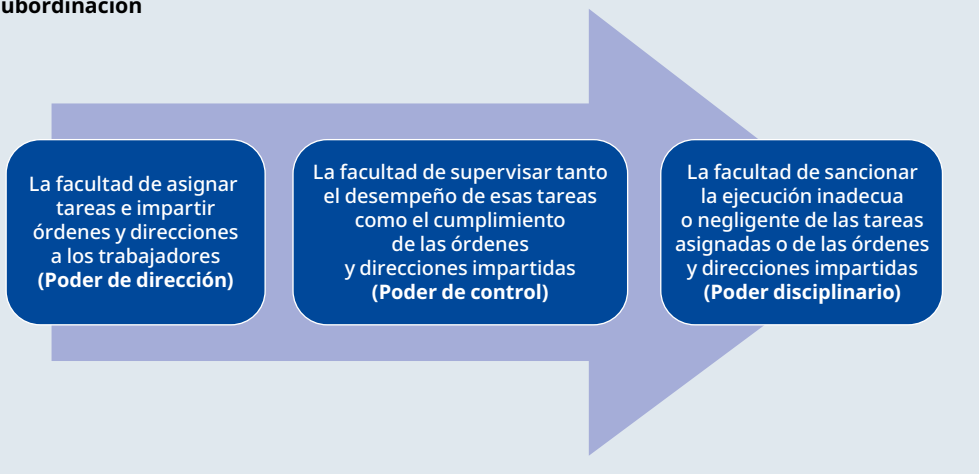 ubordinación
La facultad de asignar
tareas e impartir
órdenes y direcciones
a los trabajadores
(Poder de dirección)
La facultad de supervisar tanto
el desempeño de esas tareas
como el cumplimiento
de las órdenes
y direcciones impartidas
(Poder de control)
La facultad de sancionar
la ejecución inadecua
o negligente de las tareas
asignadas o de las órdenes
y direcciones impartidas
(Poder disciplinario)